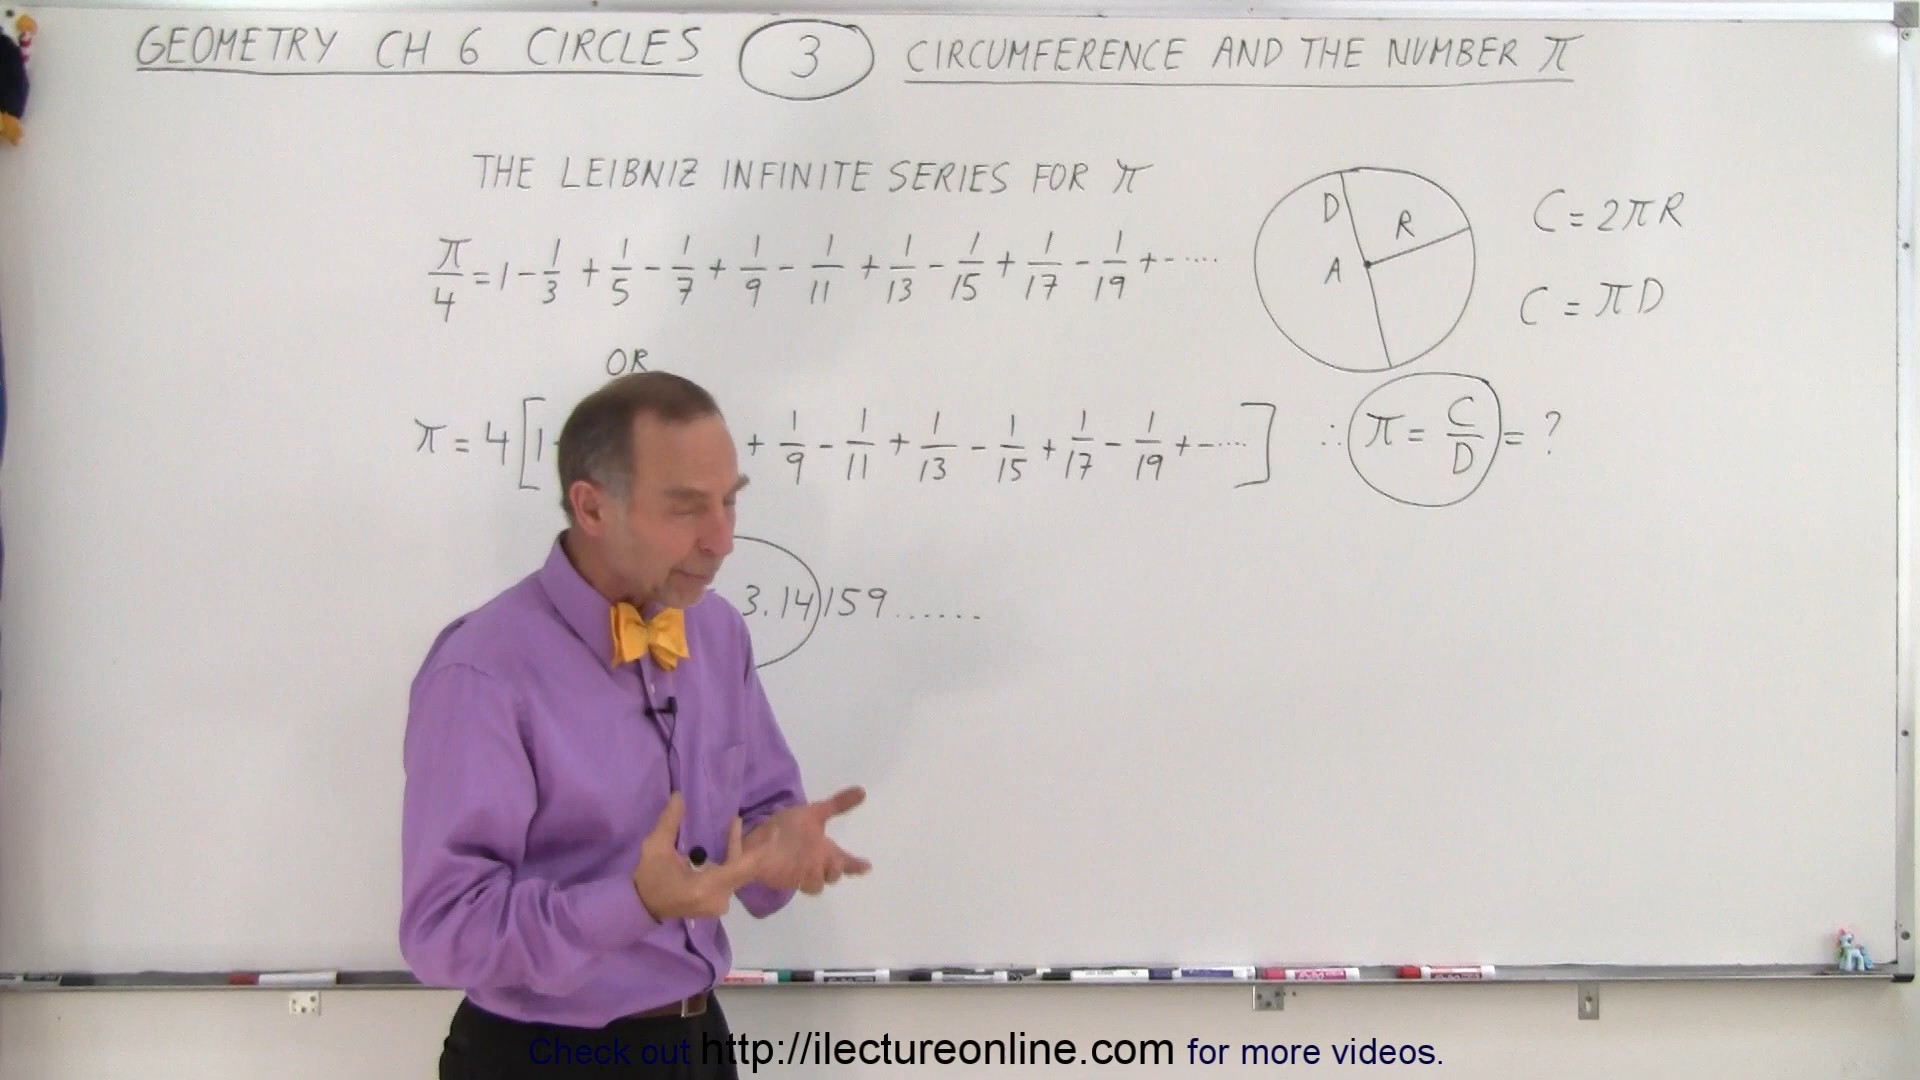 GEOMETRY CH 6 CIRCLES 3 CIRCUMFERENCE AND THE NUMBER π
THE LEIBNIZ INFINITE SERIES FOR π
π/4 = 1 - 1/3 + 1/5 - 1/7 + 1/9 - 1/11 + 1/13 - 1/15 + 1/17 - 1/19 + - ....
D
R
A
C = 2πR
C = πD
OR
π = 4 [ 1 + 1/9 - 1/11 + 1/13 - 1/15 + 1/17 - 1/19 + - .... ]
∴ π = C/D = ?
3.14159......
Check out http://ilectureonline.com for more videos.